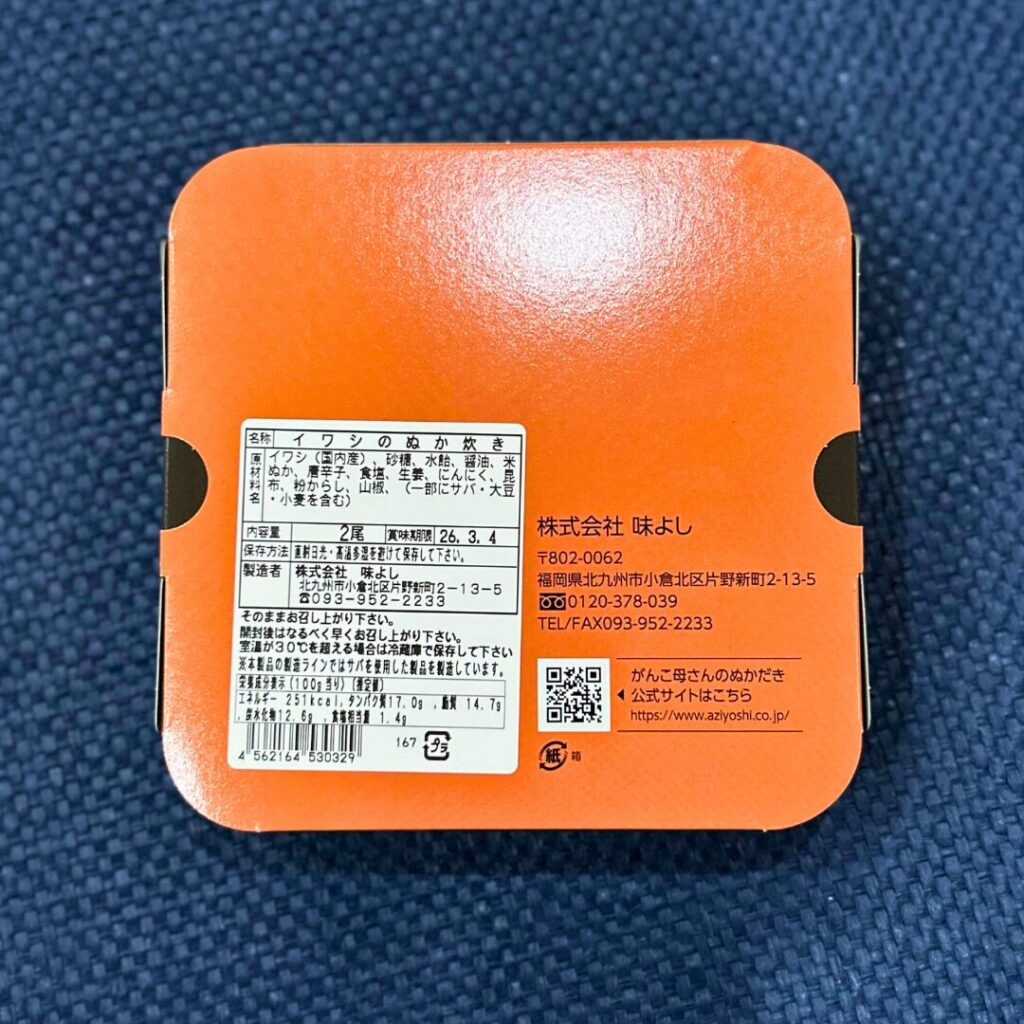 名称 イワシのぬか炊き
原材料名 イワシ（国内産）、砂糖、水飴、醤油、米
ぬか、唐辛子、食塩、生姜、にんにく、昆
布、粉からし、山椒、（一部にサバ・大豆
・小麦を含む）
内容量 2尾 賞味期限 26.3.4
保存方法 直射日光・高温多湿を避けて保存して下さい。
製造者 株式会社 味よし
北九州市小倉北区片野新町2－13－5
☎093－952－2233
そのままお召し上がり下さい。
開封後はなるべく早くお召し上がり下さい。
室温が30℃を超える場合は冷蔵庫で保存して下さい
※本製品の製造ラインではサバを使用した製品を製造しています。
栄養成分表示（100g当り）（推定値）
エネルギー 251kcal，タンパク質17.0g ，脂質 14.7g
，炭水化物12.6g ，食塩相当量 1.4g
4 562164 530329
167 プラ
株式会社 味よし
〒802-0062
福岡県北九州市小倉北区片野新町2-13-5
0120-378-039
TEL/FAX093-952-2233
がんこ母さんのぬかだき
公式サイトはこちら
https://www.aziyoshi.co.jp/
紙 箱